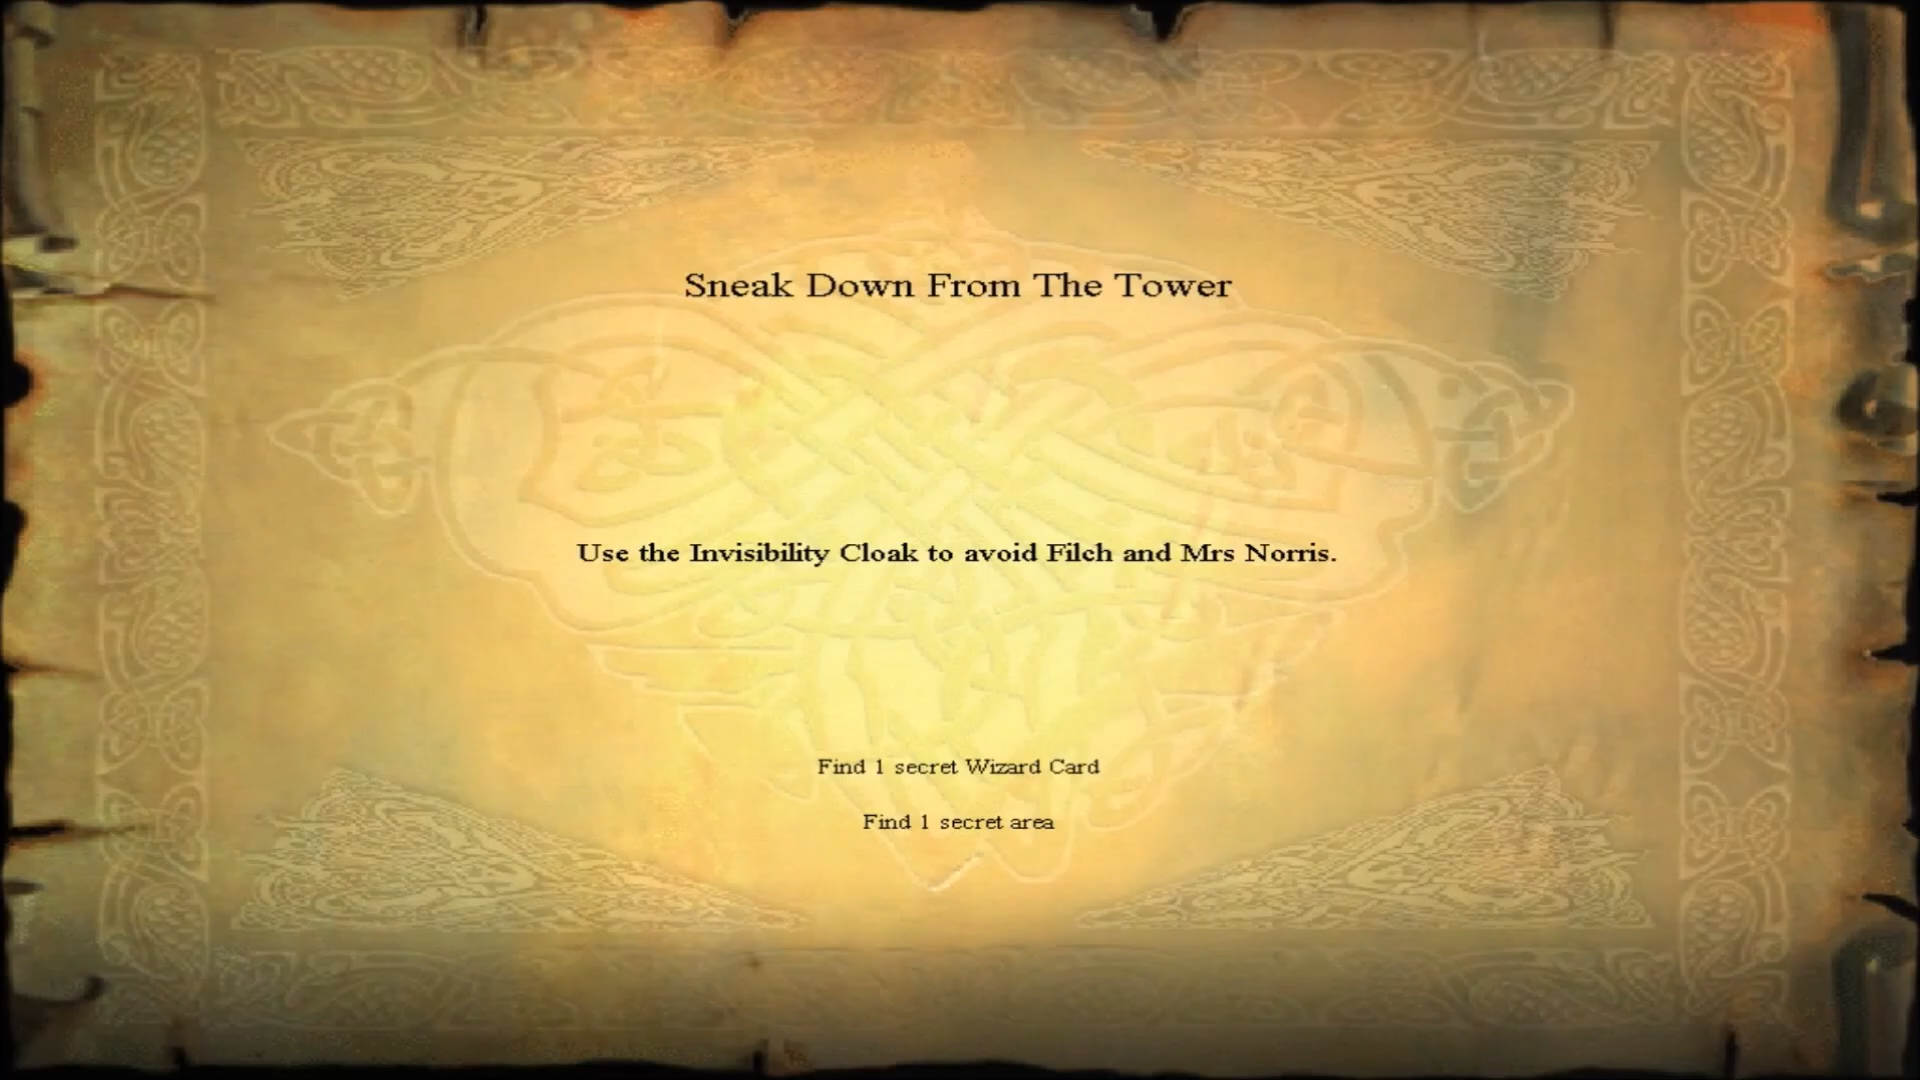 Sneak Down From The Tower
Use the Invisibility Cloak to avoid Filch and Mrs Norris.
Find 1 secret Wizard Card
Find 1 secret area